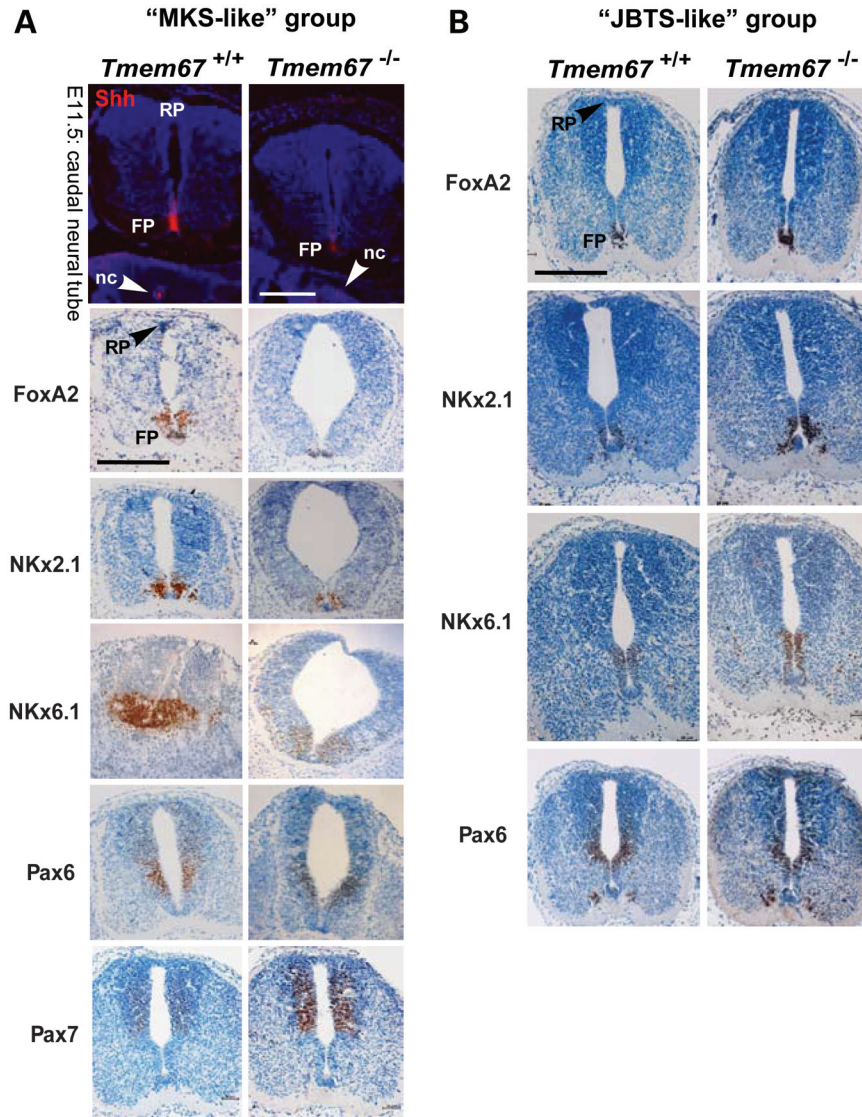 A
"MKS-like" group
Tmem67 +/+
Tmem67 -/-
E11.5: caudal neural tube
Shh
RP
FP
nc
FP
nc
FoxA2
RP
FP
NKx2.1
NKx6.1
Pax6
Pax7
B
"JBTS-like" group
Tmem67 +/+
Tmem67 -/-
FoxA2
RP
FP
NKx2.1
NKx6.1
Pax6